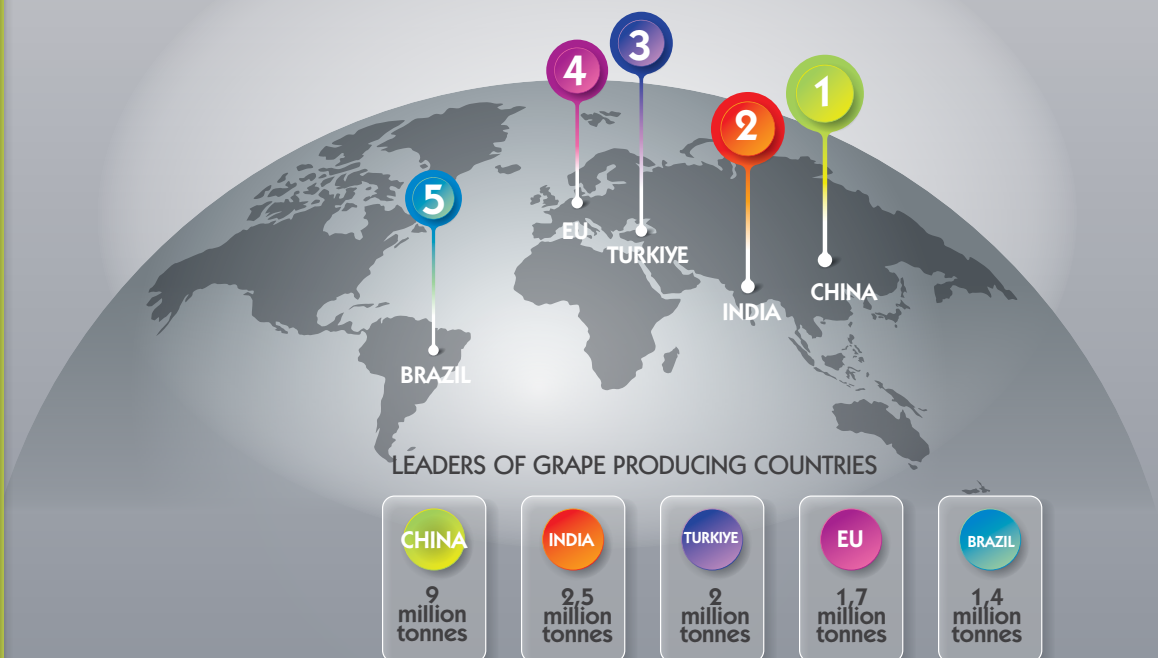 3
4
1
2
5
EU
TURKIYE
CHINA
INDIA
BRAZIL
LEADERS OF GRAPE PRODUCING COUNTRIES
CHINA
9
million
tonnes
INDIA
2,5
million
tonnes
TURKIYE
2
million
tonnes
EU
1,7
million
tonnes
BRAZIL
1,4
million
tonnes